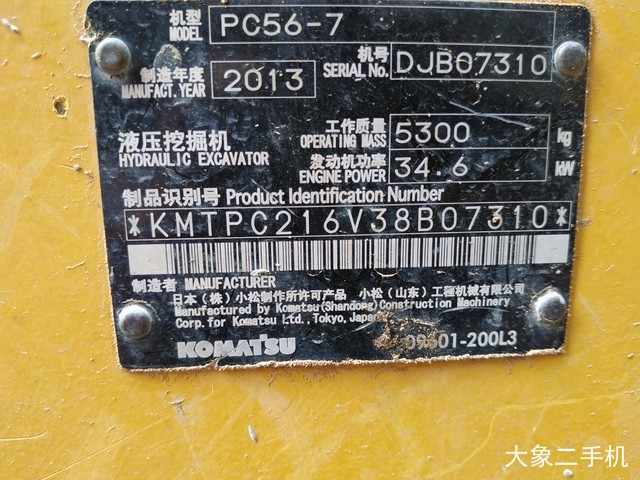 机型 MODEL PC56-7
机号 SERIAL No. DJB07310
制造年度 MANUFACT. YEAR 2013
液压挖掘机 HYDRAULIC EXCAVATOR
工作质量 OPERATING MASS 5300 kg
发动机功率 ENGINE POWER 34.6 kW
制品识别号 Product Identification Number
*KMTPC216V38B07310*
制造者 MANUFACTURER
日本(株)小松制作所许可产品 小松(山东)工程机械有限公司
Manufactured by Komatsu(Shandong)Construction Machinery
Corp.for Komatsu Ltd.,Tokyo,Japan
KOMATSU
01-200L3
大象二手机